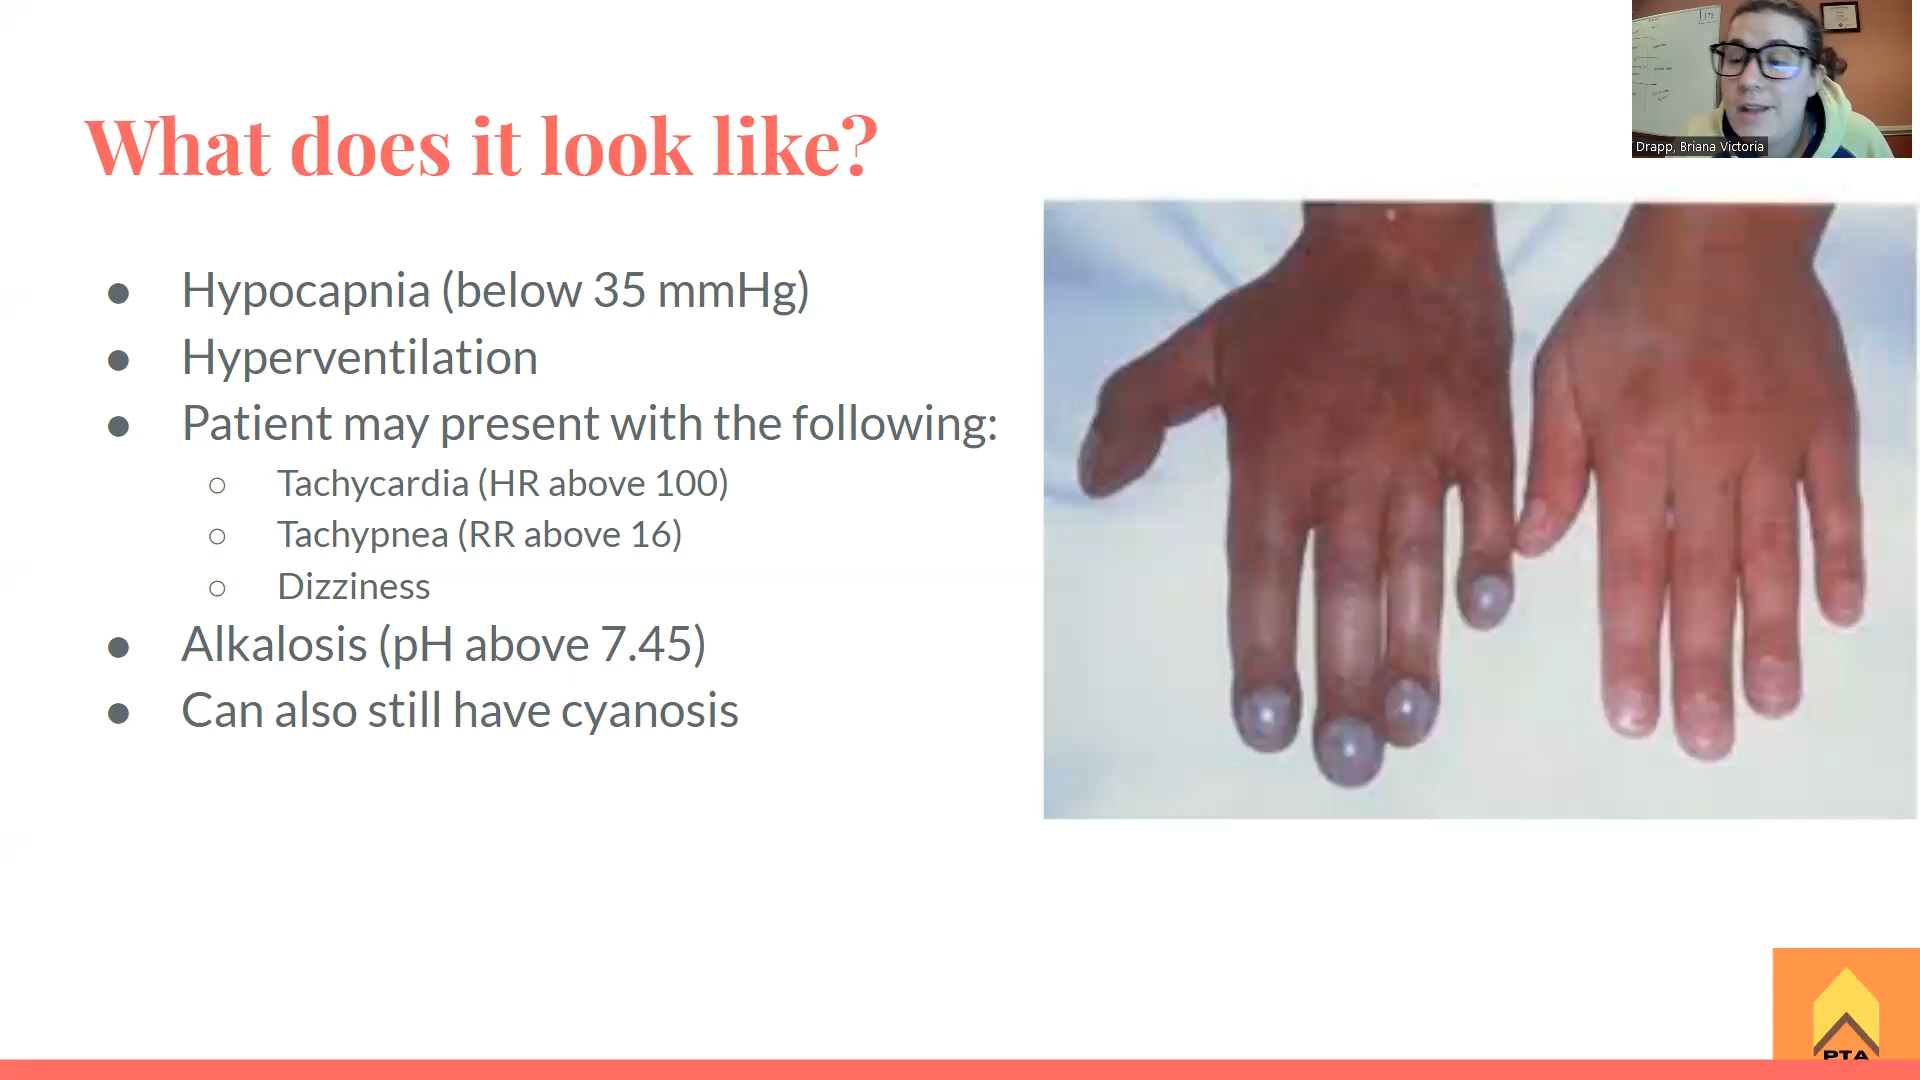 What does it look like?
● Hypocapnia (below 35 mmHg)
● Hyperventilation
● Patient may present with the following:
○ Tachycardia (HR above 100)
○ Tachypnea (RR above 16)
○ Dizziness
● Alkalosis (pH above 7.45)
● Can also still have cyanosis
Drapp, Briana Victoria
PTA